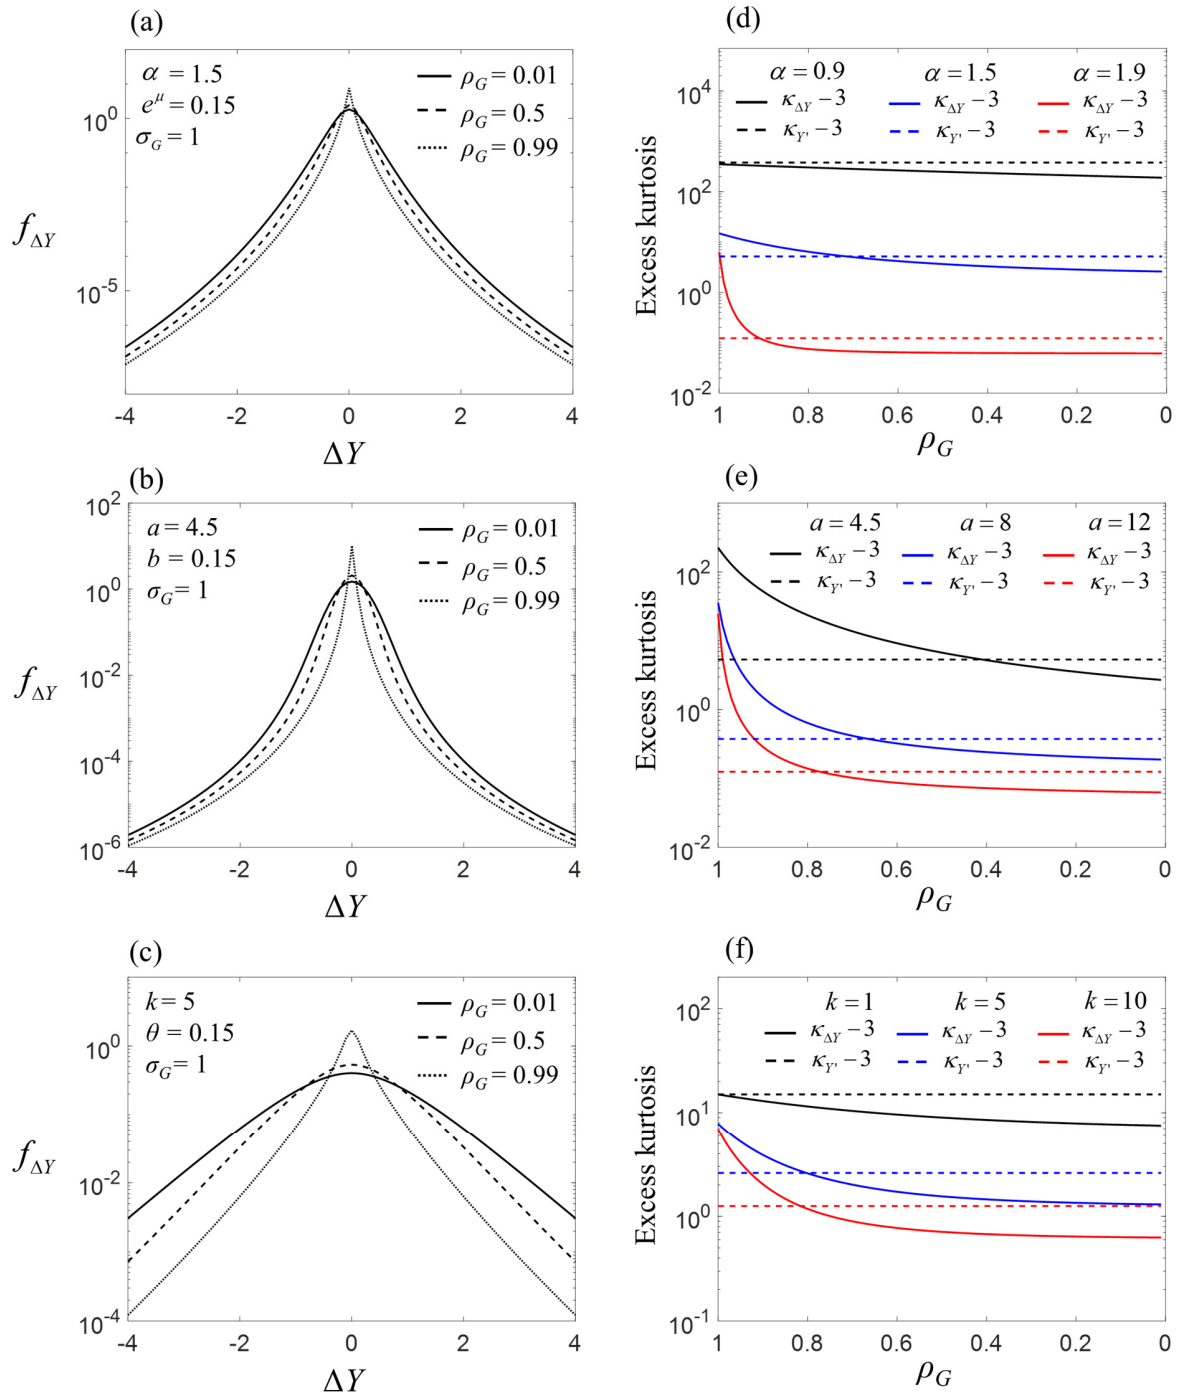 (a)
α = 1.5
e^μ = 0.15
σ_G = 1
ρ_G = 0.01
ρ_G = 0.5
ρ_G = 0.99
f_ΔY
10^0
10^-5
-4 -2 0 2 4
ΔY
(d)
α = 0.9 α = 1.5 α = 1.9
κ_ΔY − 3 κ_ΔY − 3 κ_ΔY − 3
κ_Y' − 3 κ_Y' − 3 κ_Y' − 3
Excess kurtosis
10^4
10^2
10^0
10^-2
1 0.8 0.6 0.4 0.2 0
ρ_G
(b)
a = 4.5
b = 0.15
σ_G = 1
ρ_G = 0.01
ρ_G = 0.5
ρ_G = 0.99
f_ΔY
10^2
10^0
10^-2
10^-4
10^-6
-4 -2 0 2 4
ΔY
(e)
a = 4.5 a = 8 a = 12
κ_ΔY − 3 κ_ΔY − 3 κ_ΔY − 3
κ_Y' − 3 κ_Y' − 3 κ_Y' − 3
Excess kurtosis
10^2
10^0
10^-2
1 0.8 0.6 0.4 0.2 0
ρ_G
(c)
k = 5
θ = 0.15
σ_G = 1
ρ_G = 0.01
ρ_G = 0.5
ρ_G = 0.99
f_ΔY
10^0
10^-2
10^-4
-4 -2 0 2 4
ΔY
(f)
k = 1 k = 5 k = 10
κ_ΔY − 3 κ_ΔY − 3 κ_ΔY − 3
κ_Y' − 3 κ_Y' − 3 κ_Y' − 3
Excess kurtosis
10^2
10^1
10^0
10^-1
1 0.8 0.6 0.4 0.2 0
ρ_G